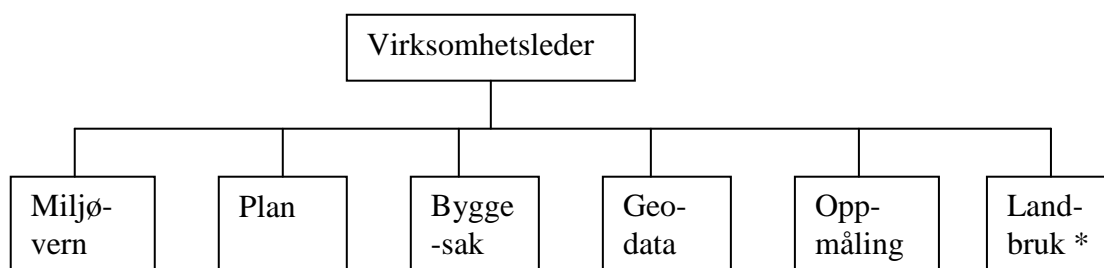 Virksomhetsleder
Miljø-
vern
Plan
Bygge
-sak
Geo-
data
Opp-
måling
Land-
bruk *